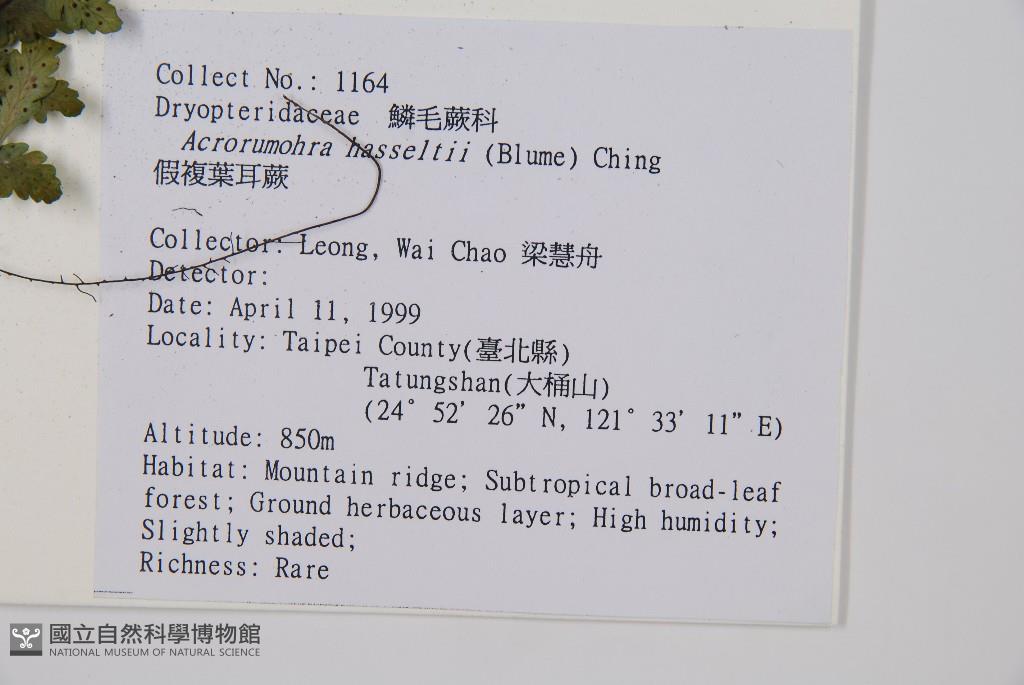 Collect No.: 1164
Dryopteridaceae 鱗毛蕨科
Acrorumohra hasseltii (Blume) Ching
假複葉耳蕨
Collector: Leong, Wai Chao 梁慧舟
Detector:
Date: April 11, 1999
Locality: Taipei County(臺北縣)
Tatungshan(大桶山)
(24° 52’ 26” N, 121° 33’ 11” E)
Altitude: 850m
Habitat: Mountain ridge; Subtropical broad-leaf
forest; Ground herbaceous layer; High humidity;
Slightly shaded;
Richness: Rare
國立自然科學博物館
NATIONAL MUSEUM OF NATURAL SCIENCE